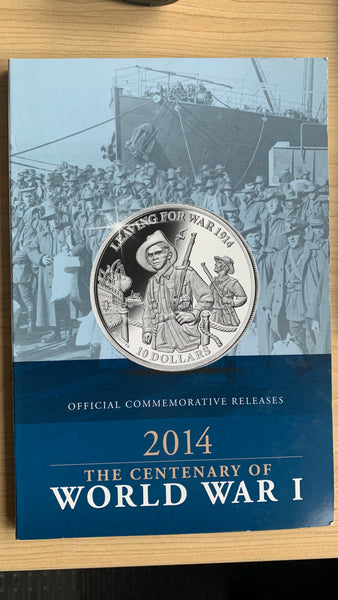 LEAVING FOR WAR 1914
10 DOLLARS
OFFICIAL COMMEMORATIVE RELEASES
2014
THE CENTENARY OF
WORLD WAR I